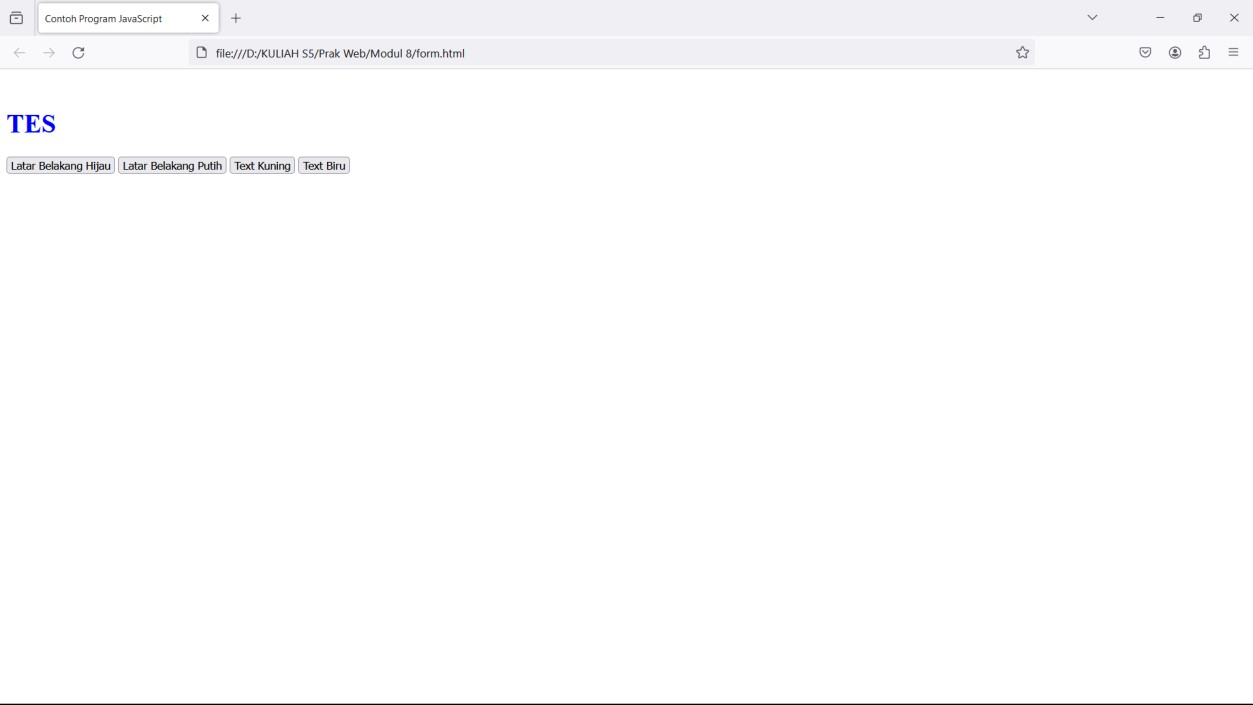 Contoh Program JavaScript
file:///D:/KULIAH S5/Prak Web/Modul 8/form.html
TES
Latar Belakang Hijau Latar Belakang Putih Text Kuning Text Biru